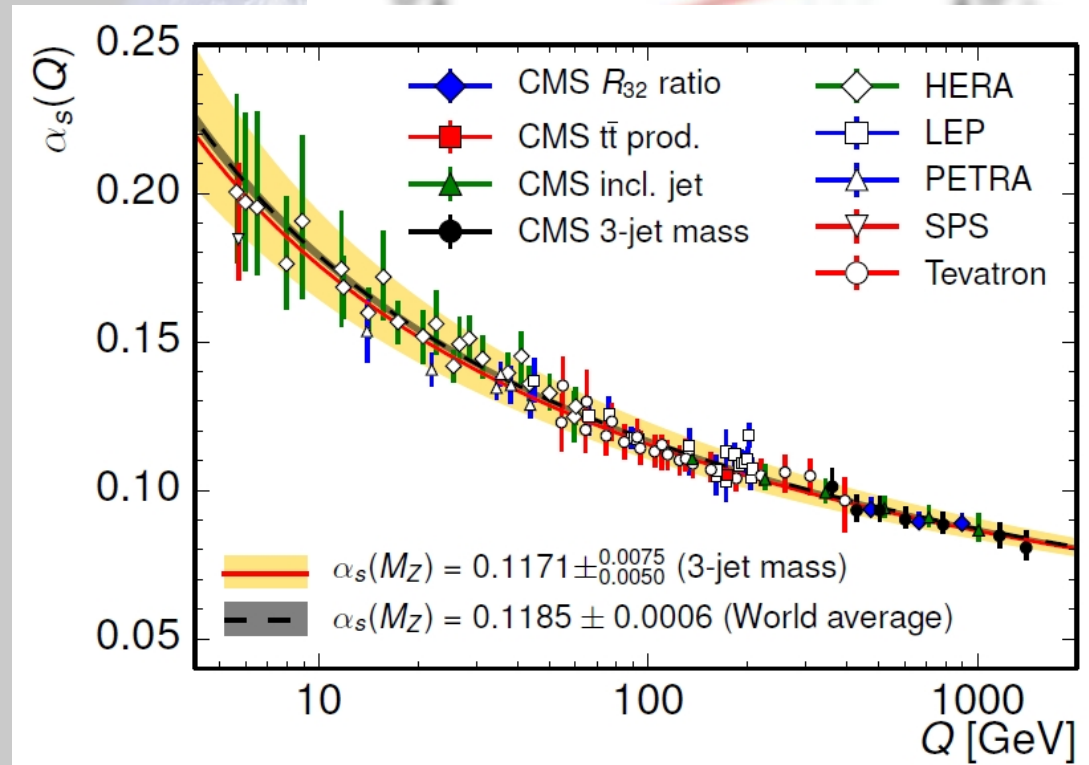 αs(Q)
0.25
0.20
0.15
0.10
0.05
CMS R32 ratio
CMS tt̄ prod.
CMS incl. jet
CMS 3-jet mass
HERA
LEP
PETRA
SPS
Tevatron
αs(MZ) = 0.1171±0.0075 0.0050 (3-jet mass)
αs(MZ) = 0.1185 ± 0.0006 (World average)
10 100 1000
Q [GeV]